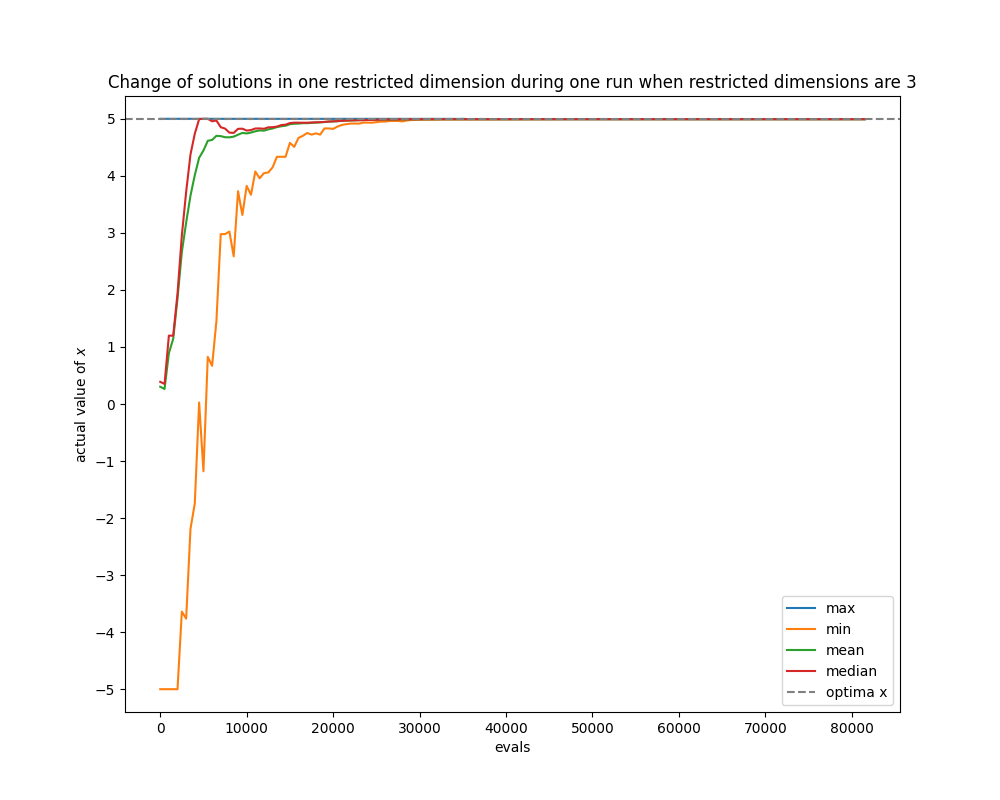 Change of solutions in one restricted dimension during one run when restricted dimensions are 3
5
4
3
2
1
0
−1
−2
−3
−4
−5
actual value of x
0 10000 20000 30000 40000 50000 60000 70000 80000
evals
max
min
mean
median
optima x